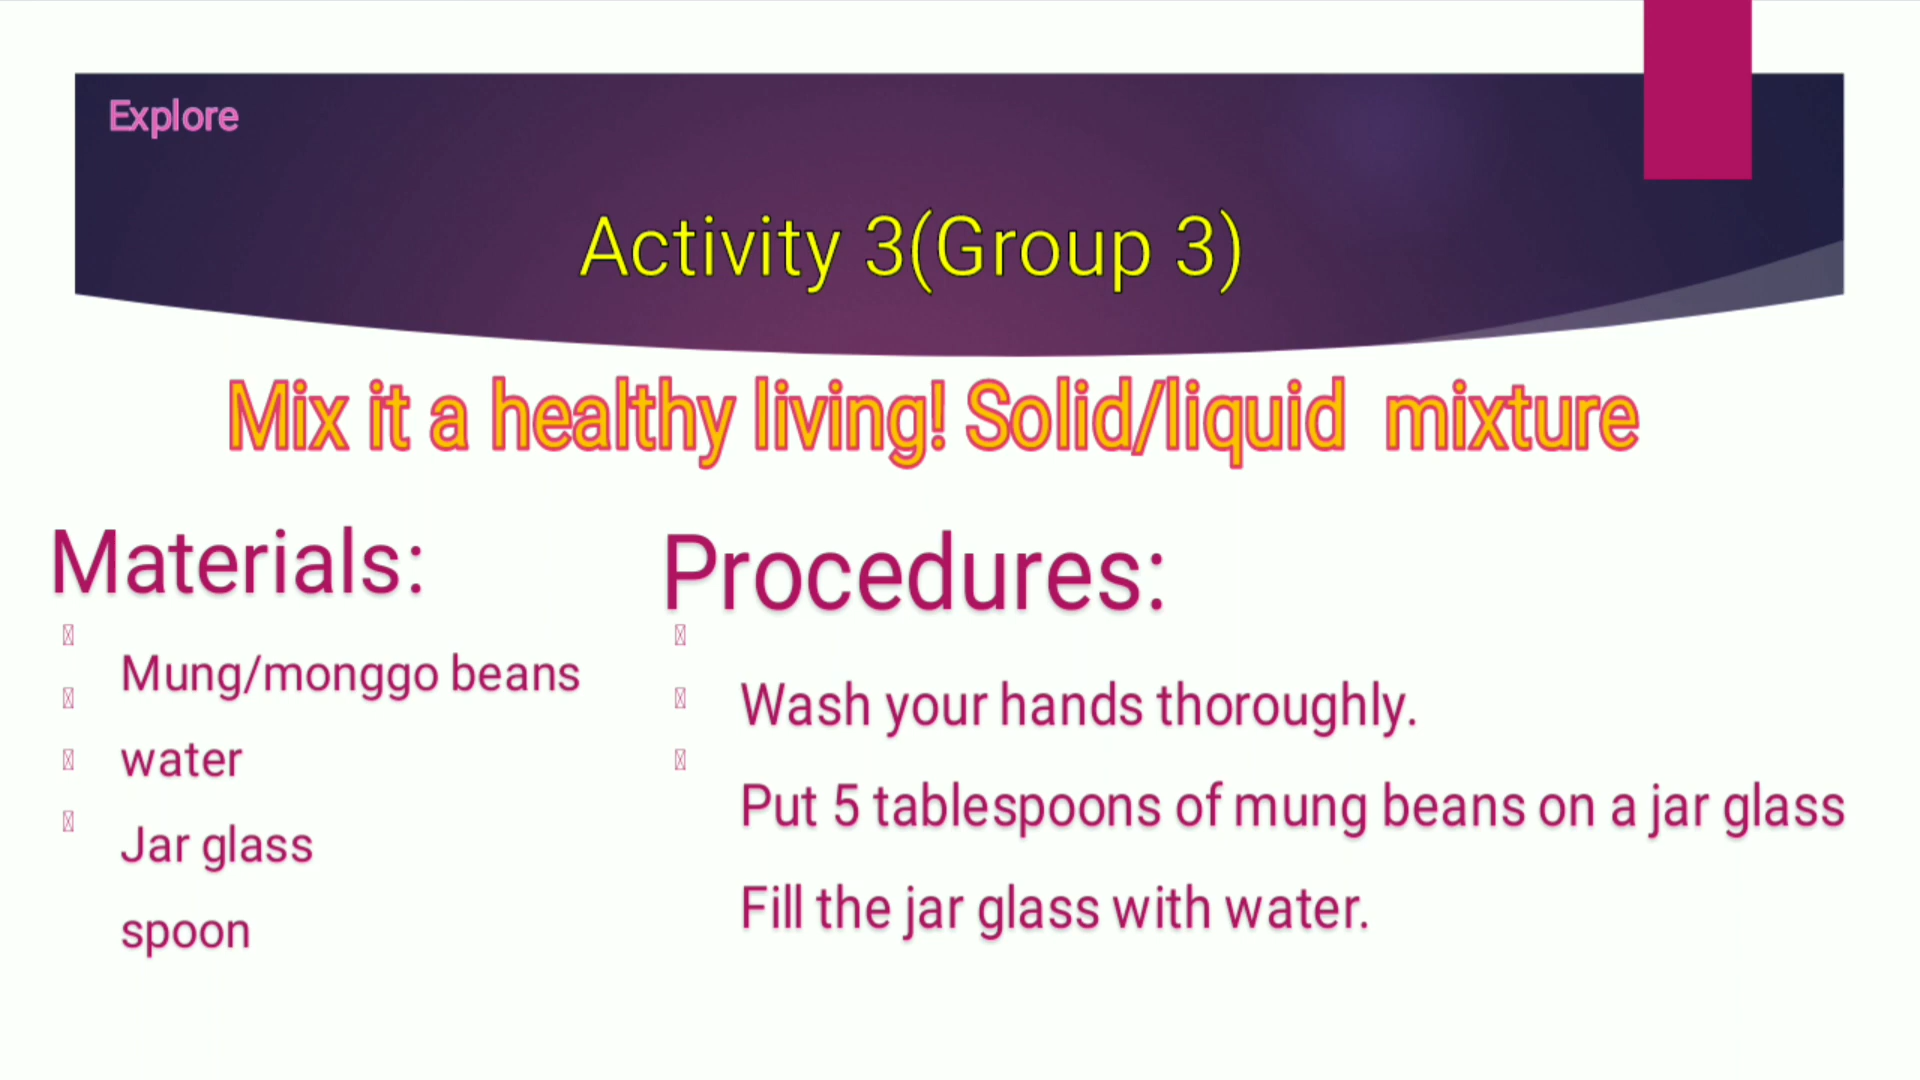 Explore
Activity 3(Group 3)
Mix it a healthy living! Solid/liquid  mixture
Materials:
Mung/monggo beans
water
Jar glass
spoon
Procedures:
Wash your hands thoroughly.
Put 5 tablespoons of mung beans on a jar glass
Fill the jar glass with water.